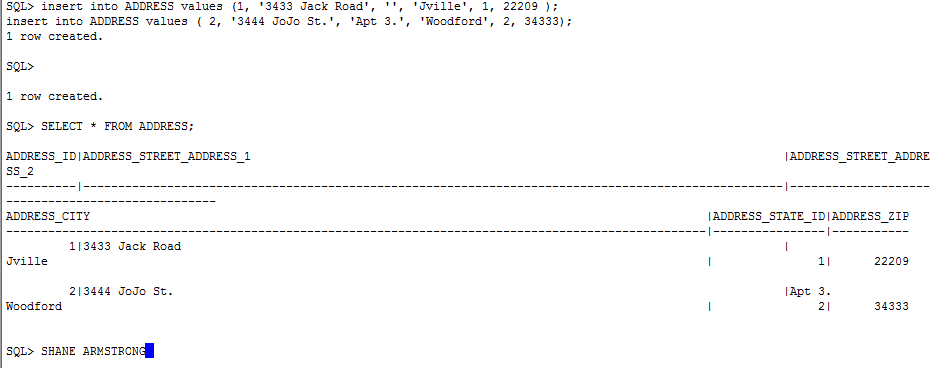 SQL> insert into ADDRESS values (1, '3433 Jack Road', '', 'Jville', 1, 22209 );
insert into ADDRESS values ( 2, '3444 JoJo St.', 'Apt 3.', 'Woodford', 2, 34333);
1 row created.
SQL>
1 row created.
SQL> SELECT * FROM ADDRESS;
ADDRESS_ID|ADDRESS_STREET_ADDRESS_1 |ADDRESS_STREET_ADDRE
SS_2
----------|----------------------------------------------------------------------------------------------------|--------------------
------------------------------
ADDRESS_CITY |ADDRESS_STATE_ID|ADDRESS_ZIP
----------------------------------------------------------------------------------------------------|----------------|-----------
1|3433 Jack Road |
Jville | 1| 22209
2|3444 JoJo St. |Apt 3.
Woodford | 2| 34333
SQL> SHANE ARMSTRONG